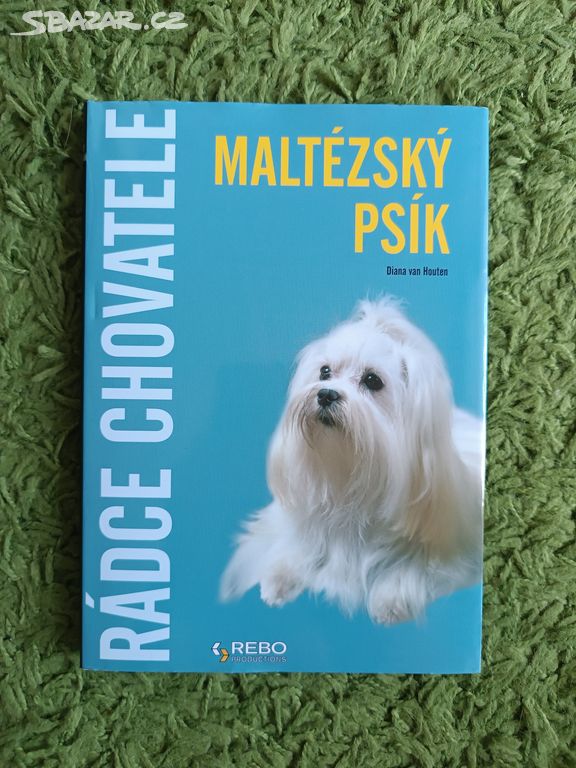 SBAZAR.CZ
RÁDCE CHOVATELE
MALTÉZSKÝ
PSÍK
Diana van Houten
REBO
PRODUCTIONS